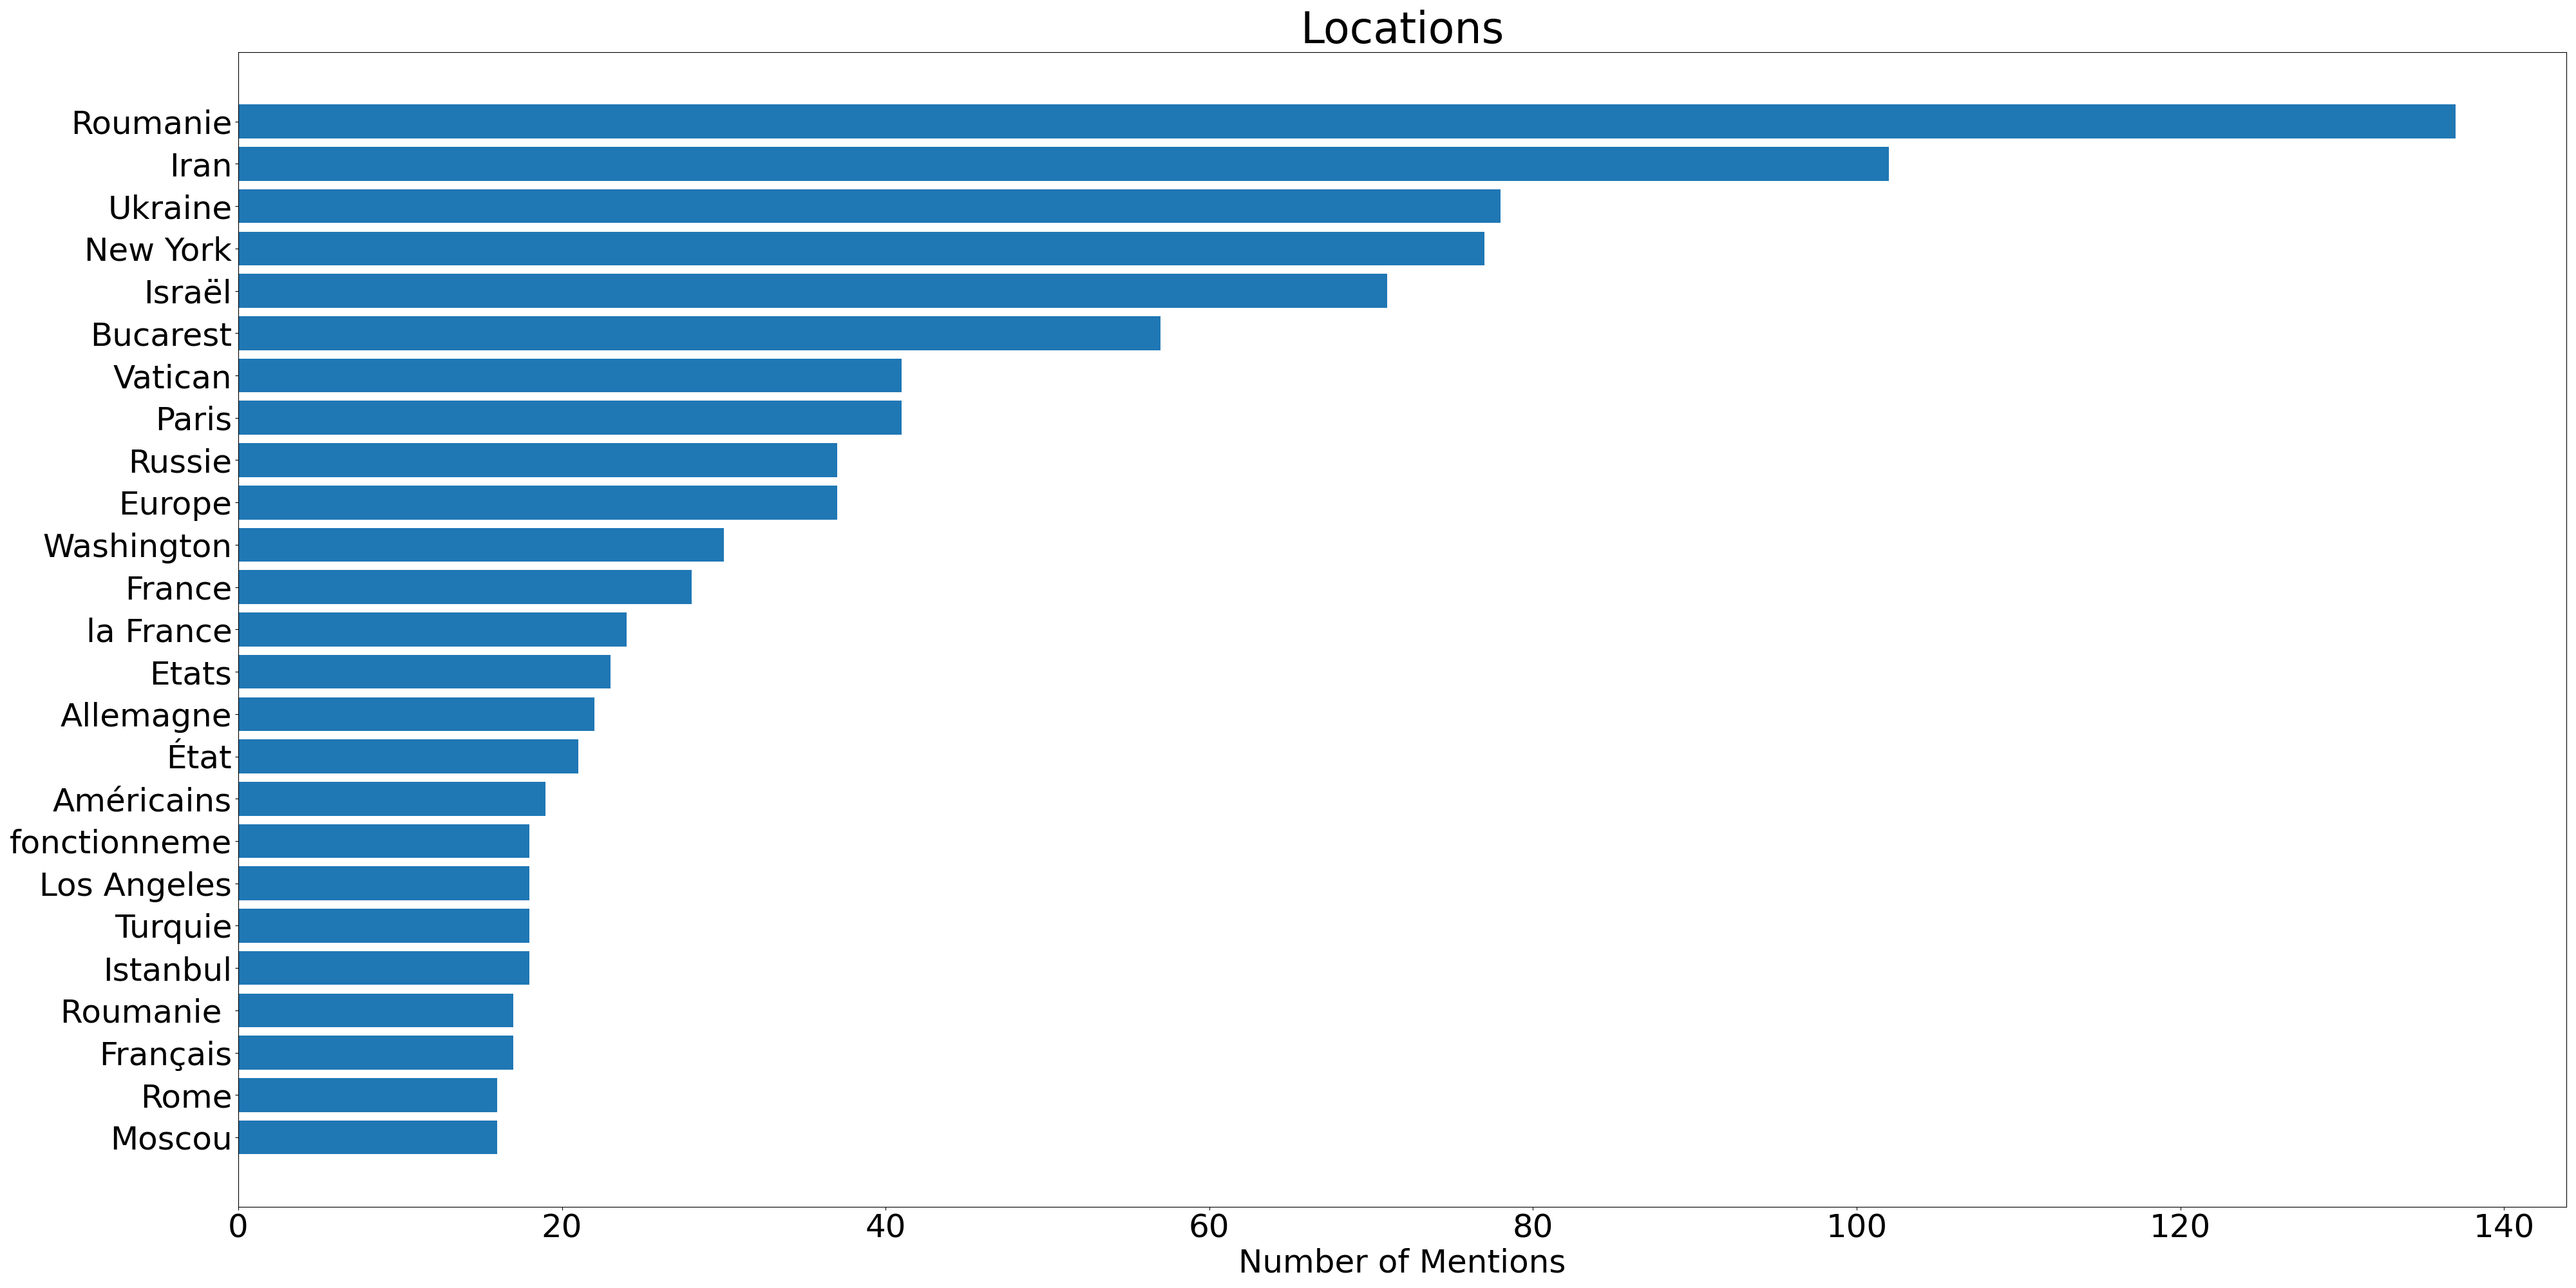 Locations
Roumanie
Iran
Ukraine
New York
Israël
Bucarest
Vatican
Paris
Russie
Europe
Washington
France
la France
Etats
Allemagne
État
Américains
fonctionneme
Los Angeles
Turquie
Istanbul
Roumanie
Français
Rome
Moscou
0 20 40 60 80 100 120 140
Number of Mentions